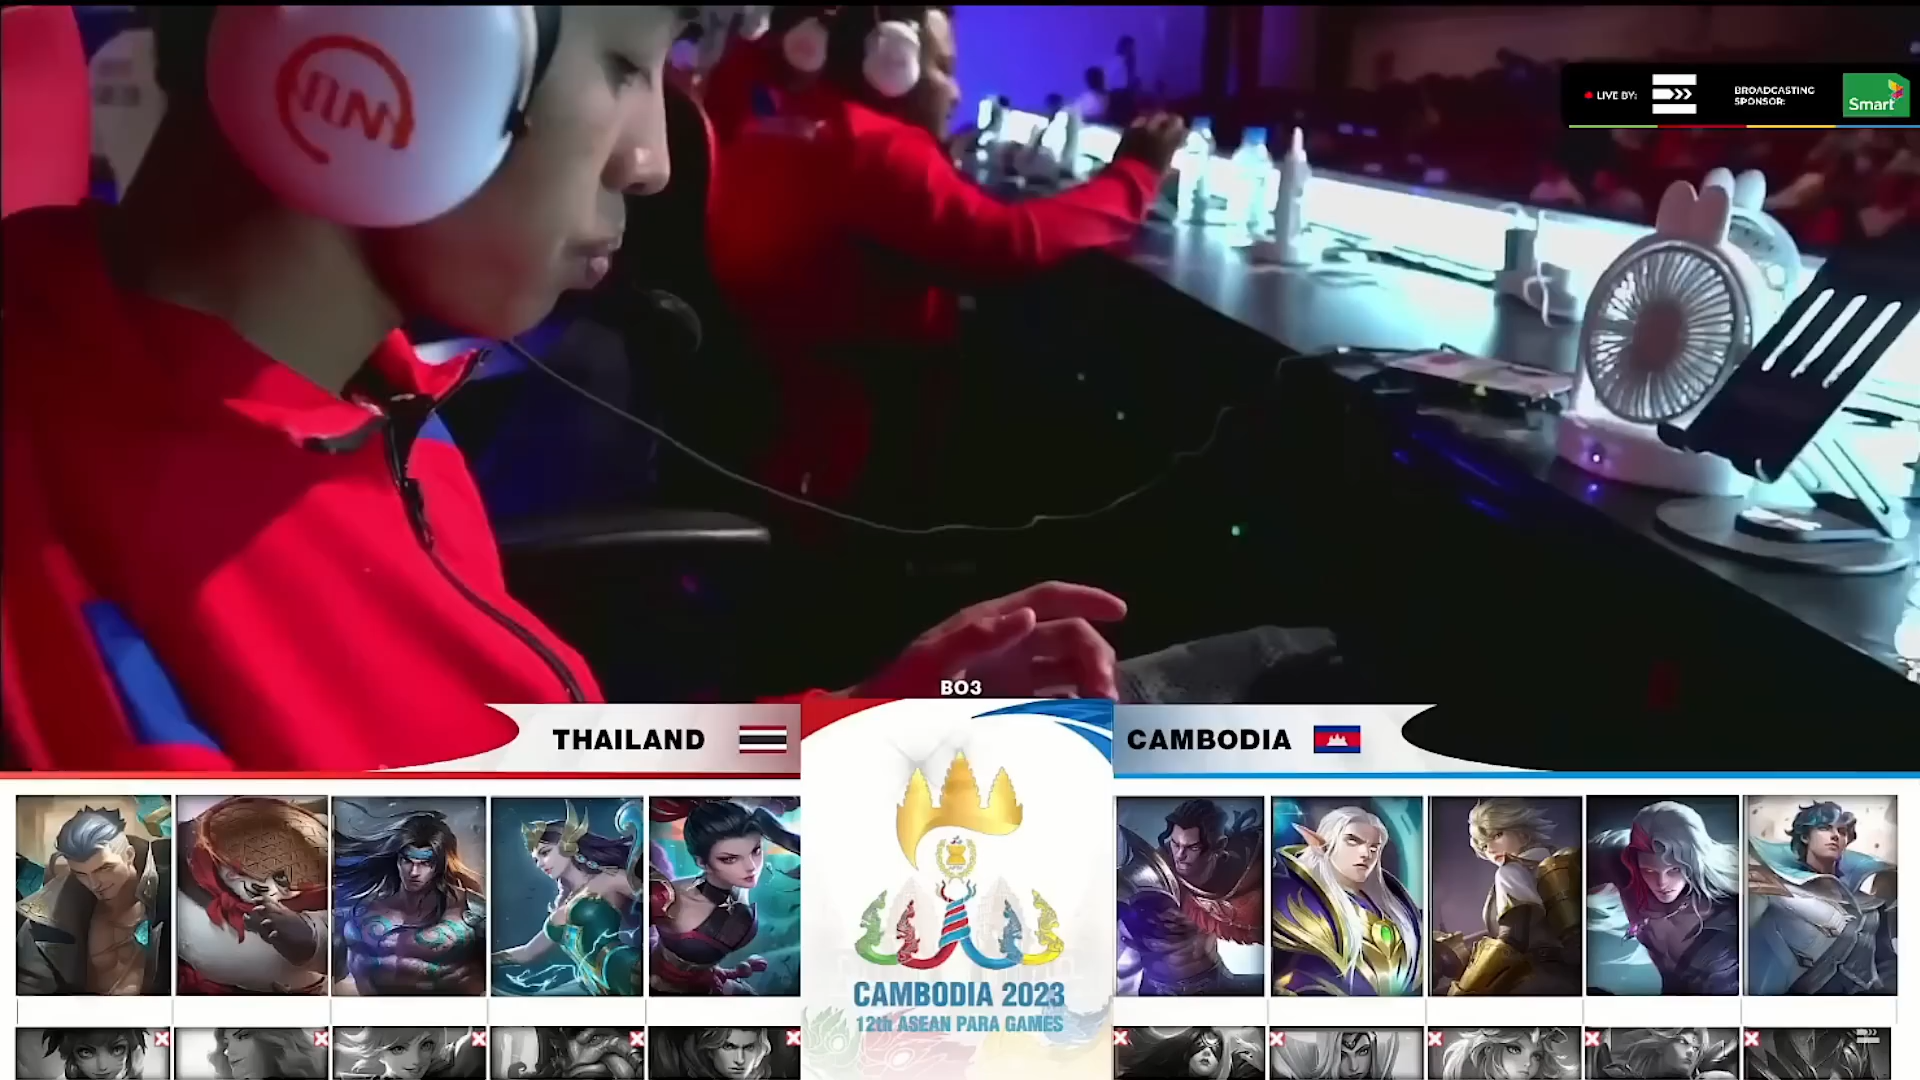 LIVE BY:
BROADCASTING
SPONSOR:
Smart
BO3
THAILAND
CAMBODIA
CAMBODIA 2023
12th ASEAN PARA GAMES